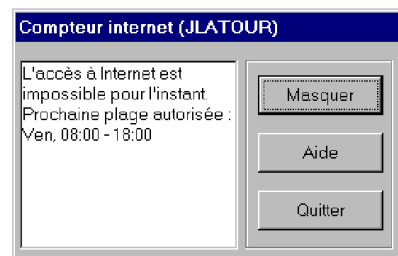 Compteur internet (JLATOUR)
L'accès à Internet est
impossible pour l'instant.
Prochaine plage autorisée :
Ven, 08:00 - 18:00
Masquer
Aide
Quitter